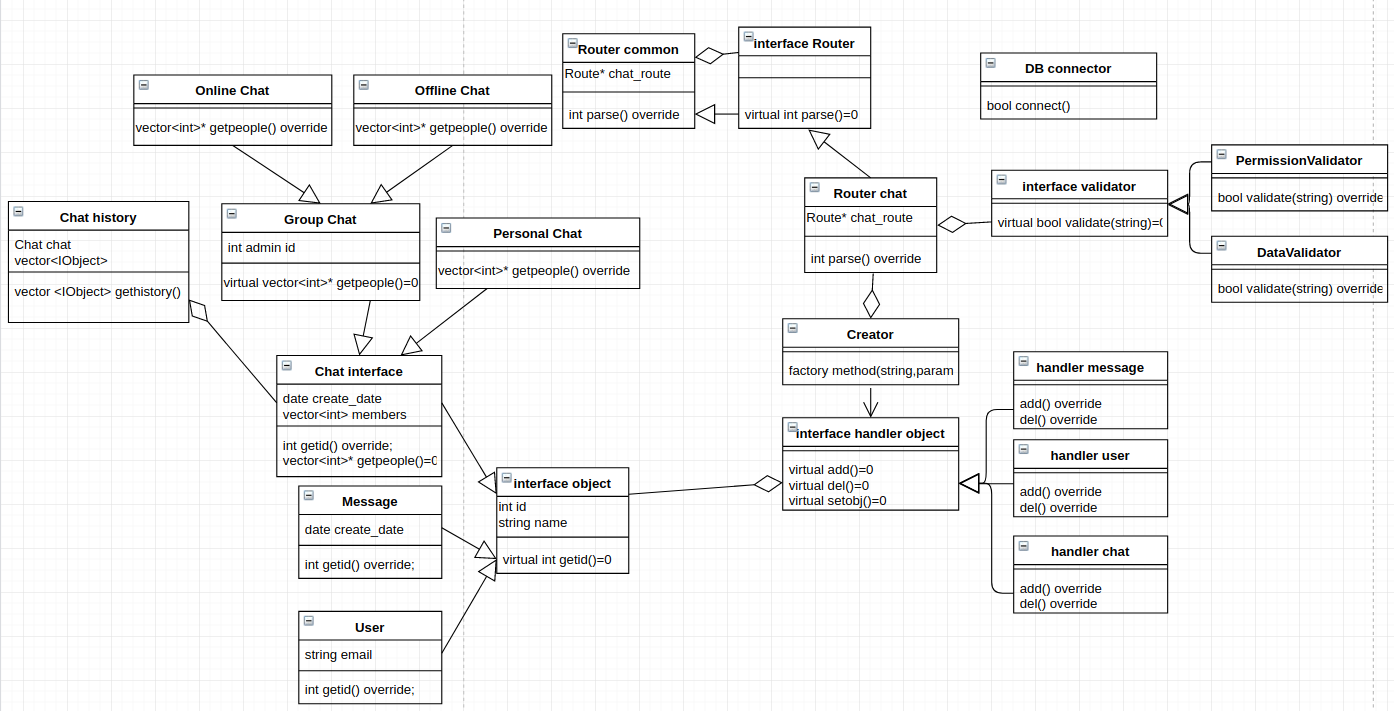 Router common
Route* chat_route
int parse() override
interface Router
virtual int parse()=0
DB connector
bool connect()
Online Chat
vector<int>* getpeople() override
Offline Chat
vector<int>* getpeople() override
PermissionValidator
bool validate(string) override
interface validator
virtual bool validate(string)=0
Router chat
Route* chat_route
int parse() override
DataValidator
bool validate(string) override
Chat history
Chat chat
vector<IObject>
vector <IObject> gethistory()
Group Chat
int admin id
virtual vector<int>* getpeople()=0
Personal Chat
vector<int>* getpeople() override
Creator
factory method(string,param
Chat interface
date create_date
vector<int> members
int getid() override;
vector<int>* getpeople()=0
handler message
add() override
del() override
interface handler object
virtual add()=0
virtual del()=0
virtual setobj()=0
handler user
add() override
del() override
interface object
int id
string name
virtual int getid()=0
Message
date create_date
int getid() override;
handler chat
add() override
del() override
User
string email
int getid() override;